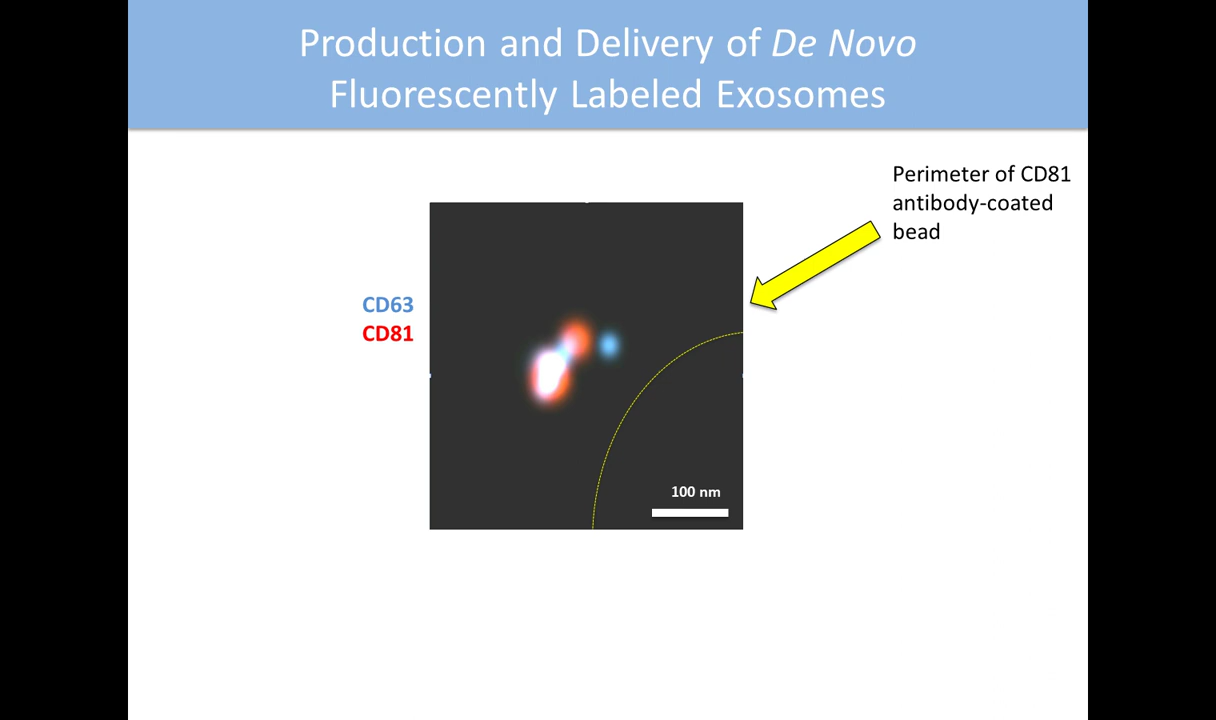 Production and Delivery of De Novo
Fluorescently Labeled Exosomes
Perimeter of CD81
antibody-coated
bead
CD63
CD81
100 nm